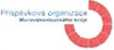 Příspěvková organizace
Moravskoslezského kraje